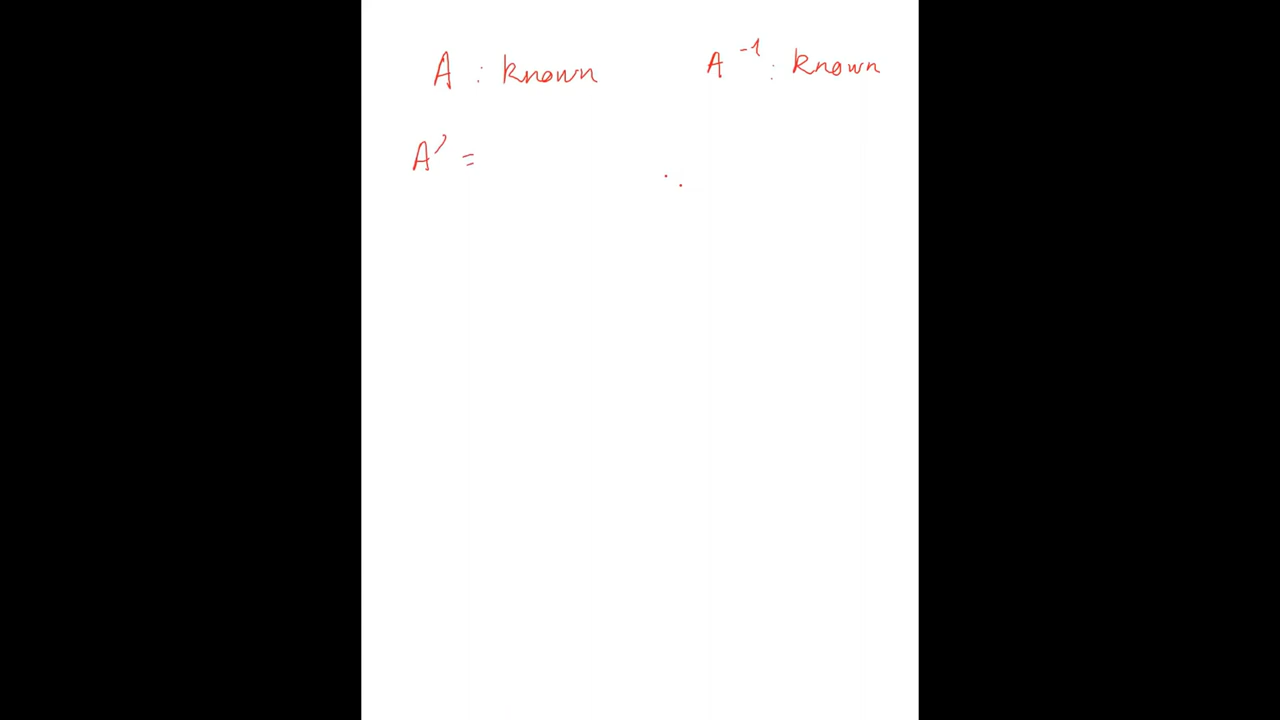 A : known A⁻¹ : known
A' =